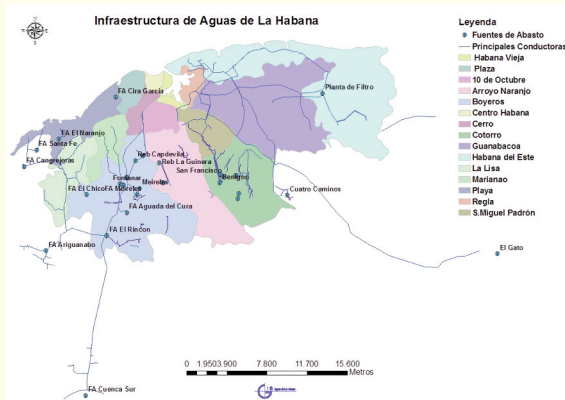 Infraestructura de Aguas de La Habana
Leyenda
Fuentes de Abasto
Principales Conductoras
Habana Vieja
Plaza
10 de Octubre
Arroyo Naranjo
Boyeros
Centro Habana
Cerro
Cotorro
Guanabacoa
Habana del Este
La Lisa
Marianao
Playa
Regla
S.Miguel Padrón
FA Cira García
Planta de Filtro
FA El Naranjo
FA Santa Fe
FA Cangrejeras
Reb Capdevila
Reb La Guinera
San Francisco
Fontanar
Meireles
Berigno
FA El Chico
FA Aguada del Cura
Cuatro Caminos
FA El Rincón
FA Ariguanabo
El Gato
FA Cuenca Sur
0 1.950 3.900 7.800 11.700 15.600
Metros